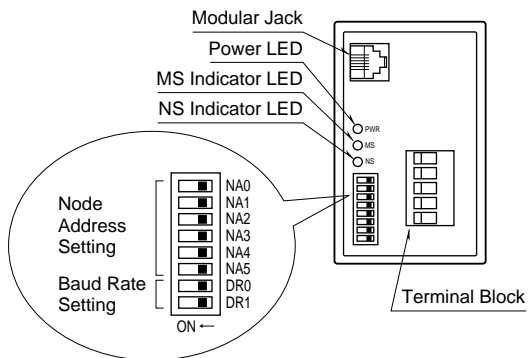 Modular Jack
Power LED
MS Indicator LED
NS Indicator LED
PWR
MS
NS
Node
Address
Setting
NA0
NA1
NA2
NA3
NA4
NA5
Baud Rate
Setting
DR0
DR1
ON ←
Terminal Block